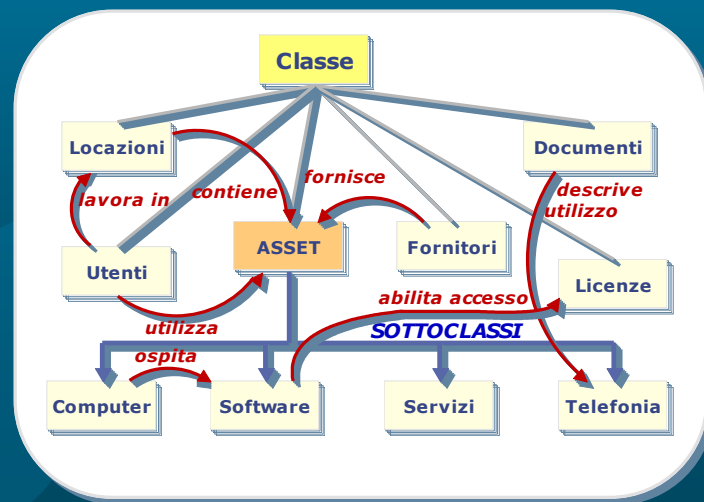 Classe
Locazioni
Documenti
lavora in
contiene
fornisce
descrive
utilizzo
Utenti
ASSET
Fornitori
Licenze
abilita accesso
utilizza
SOTTOCLASSI
ospita
Computer
Software
Servizi
Telefonia